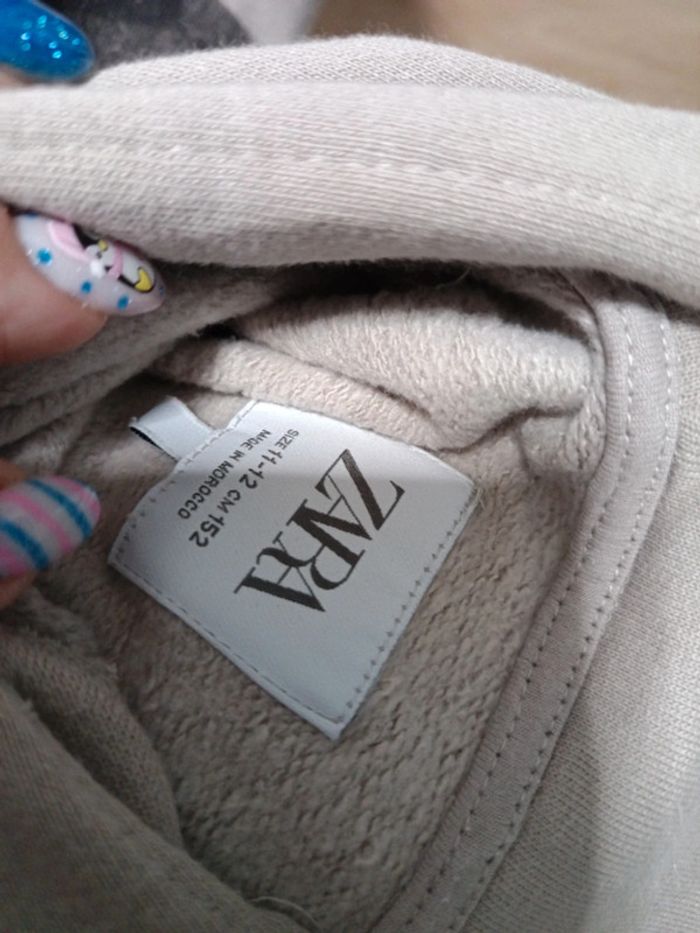 ZARA
SIZE 11-12 CM 152
MADE IN MOROCCO